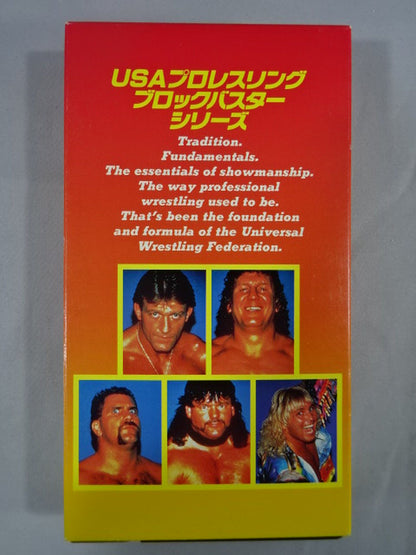 USAプロレスリング
ブロックバスター
シリーズ
Tradition.
Fundamentals.
The essentials of showmanship.
The way professional
wrestling used to be.
That's been the foundation
and formula of the Universal
Wrestling Federation.